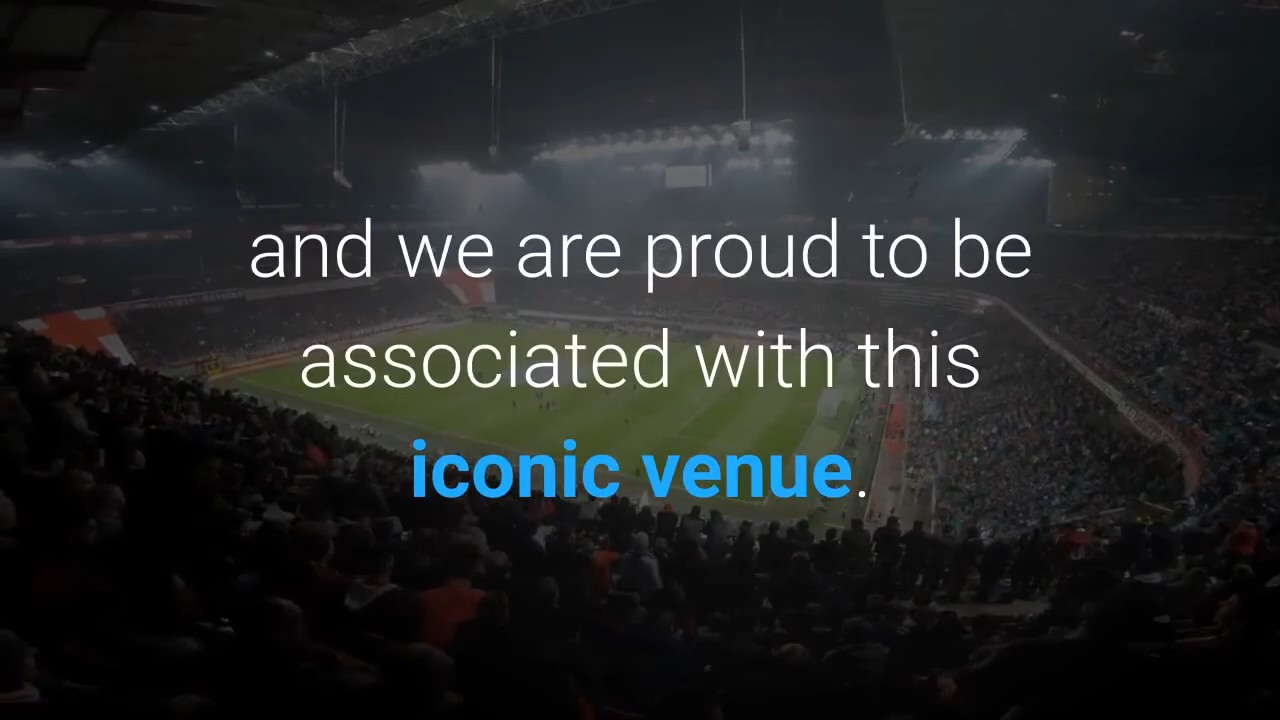 and we are proud to be
associated with this
iconic venue.